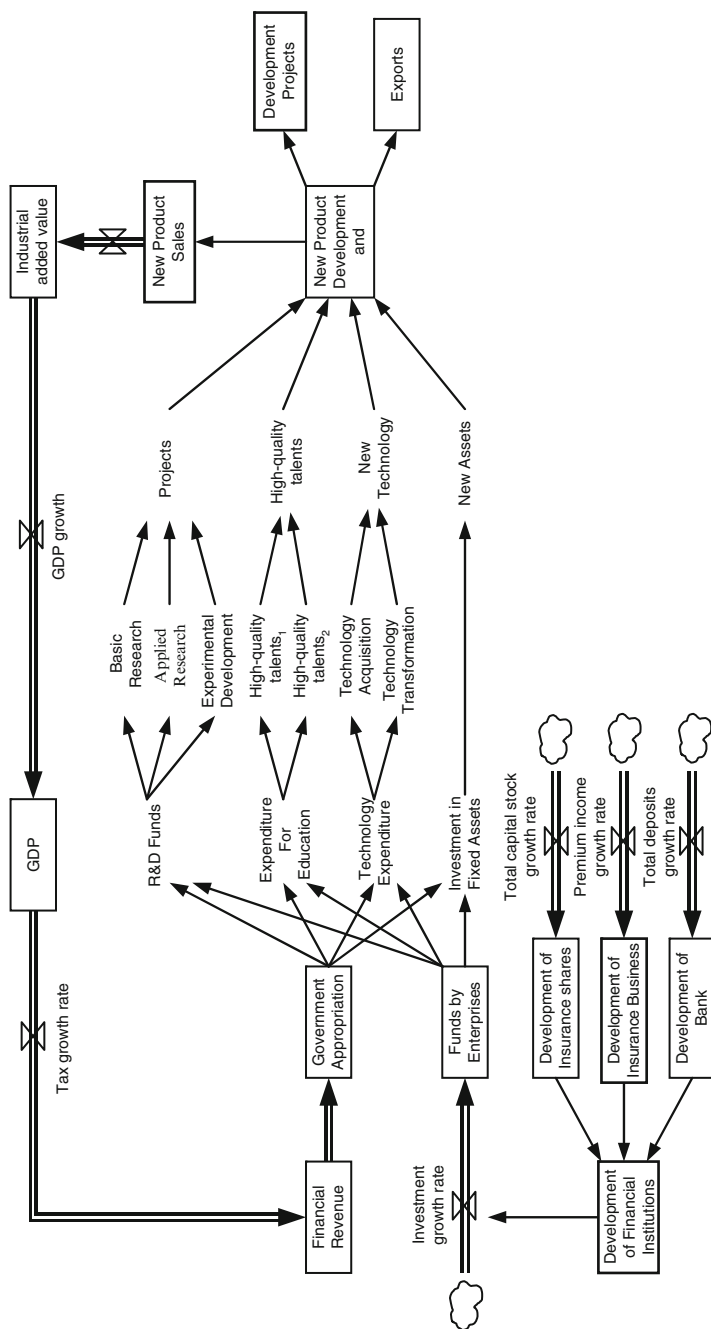 Industrial
added value
GDP growth
GDP
Tax growth rate
Financial
Revenue
Government
Appropriation
Funds by
Enterprises
Investment
growth rate
R&D Funds
Expenditure
For
Education
Technology
Expenditure
Investment in
Fixed Assets
Basic
Research
Applied
Research
Experimental
Development
High-quality
talents1
High-quality
talents2
Technology
Acquisition
Technology
Transformation
Projects
High-quality
talents
New
Technology
New Assets
New Product
Sales
New Product
Development
and
Development
Projects
Exports
Development
of Financial
Institutions
Development of
Insurance shares
Development of
Insurance Business
Development of
Bank
Total capital stock
growth rate
Premium income
growth rate
Total deposits
growth rate